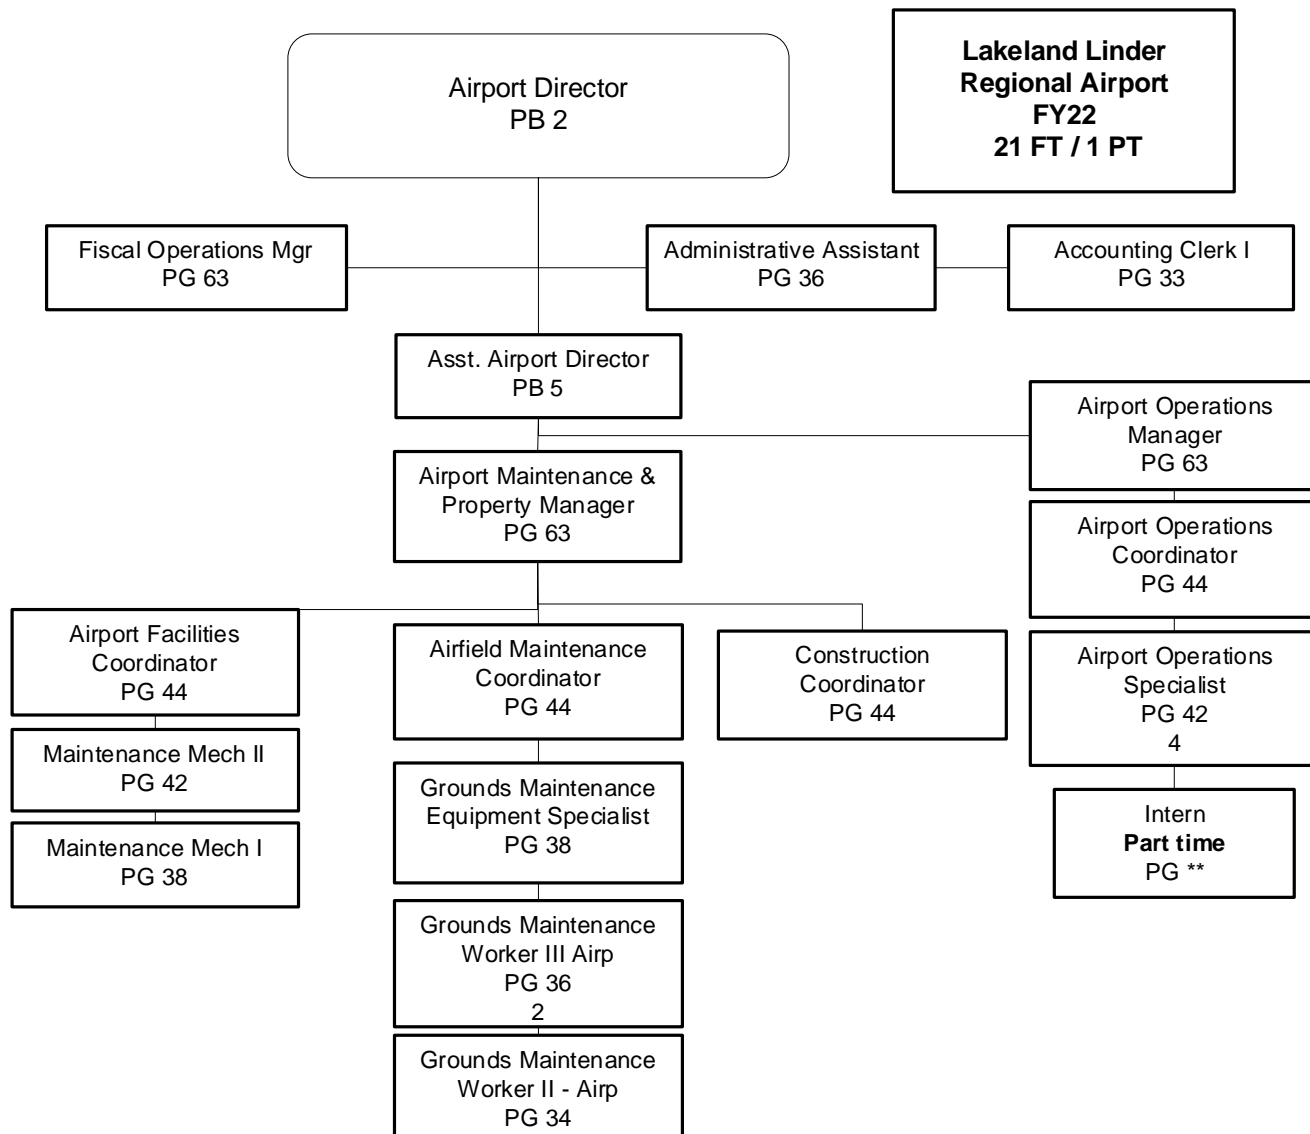 Airport Director
PB 2
Lakeland Linder
Regional Airport
FY22
21 FT / 1 PT
Fiscal Operations Mgr
PG 63
Administrative Assistant
PG 36
Accounting Clerk I
PG 33
Asst. Airport Director
PB 5
Airport Operations
Manager
PG 63
Airport Maintenance &
Property Manager
PG 63
Airport Operations
Coordinator
PG 44
Airport Facilities
Coordinator
PG 44
Airfield Maintenance
Coordinator
PG 44
Construction
Coordinator
PG 44
Airport Operations
Specialist
PG 42
4
Maintenance Mech II
PG 42
Grounds Maintenance
Equipment Specialist
PG 38
Intern
Part time
PG **
Maintenance Mech I
PG 38
Grounds Maintenance
Worker III Airp
PG 36
2
Grounds Maintenance
Worker II - Airp
PG 34